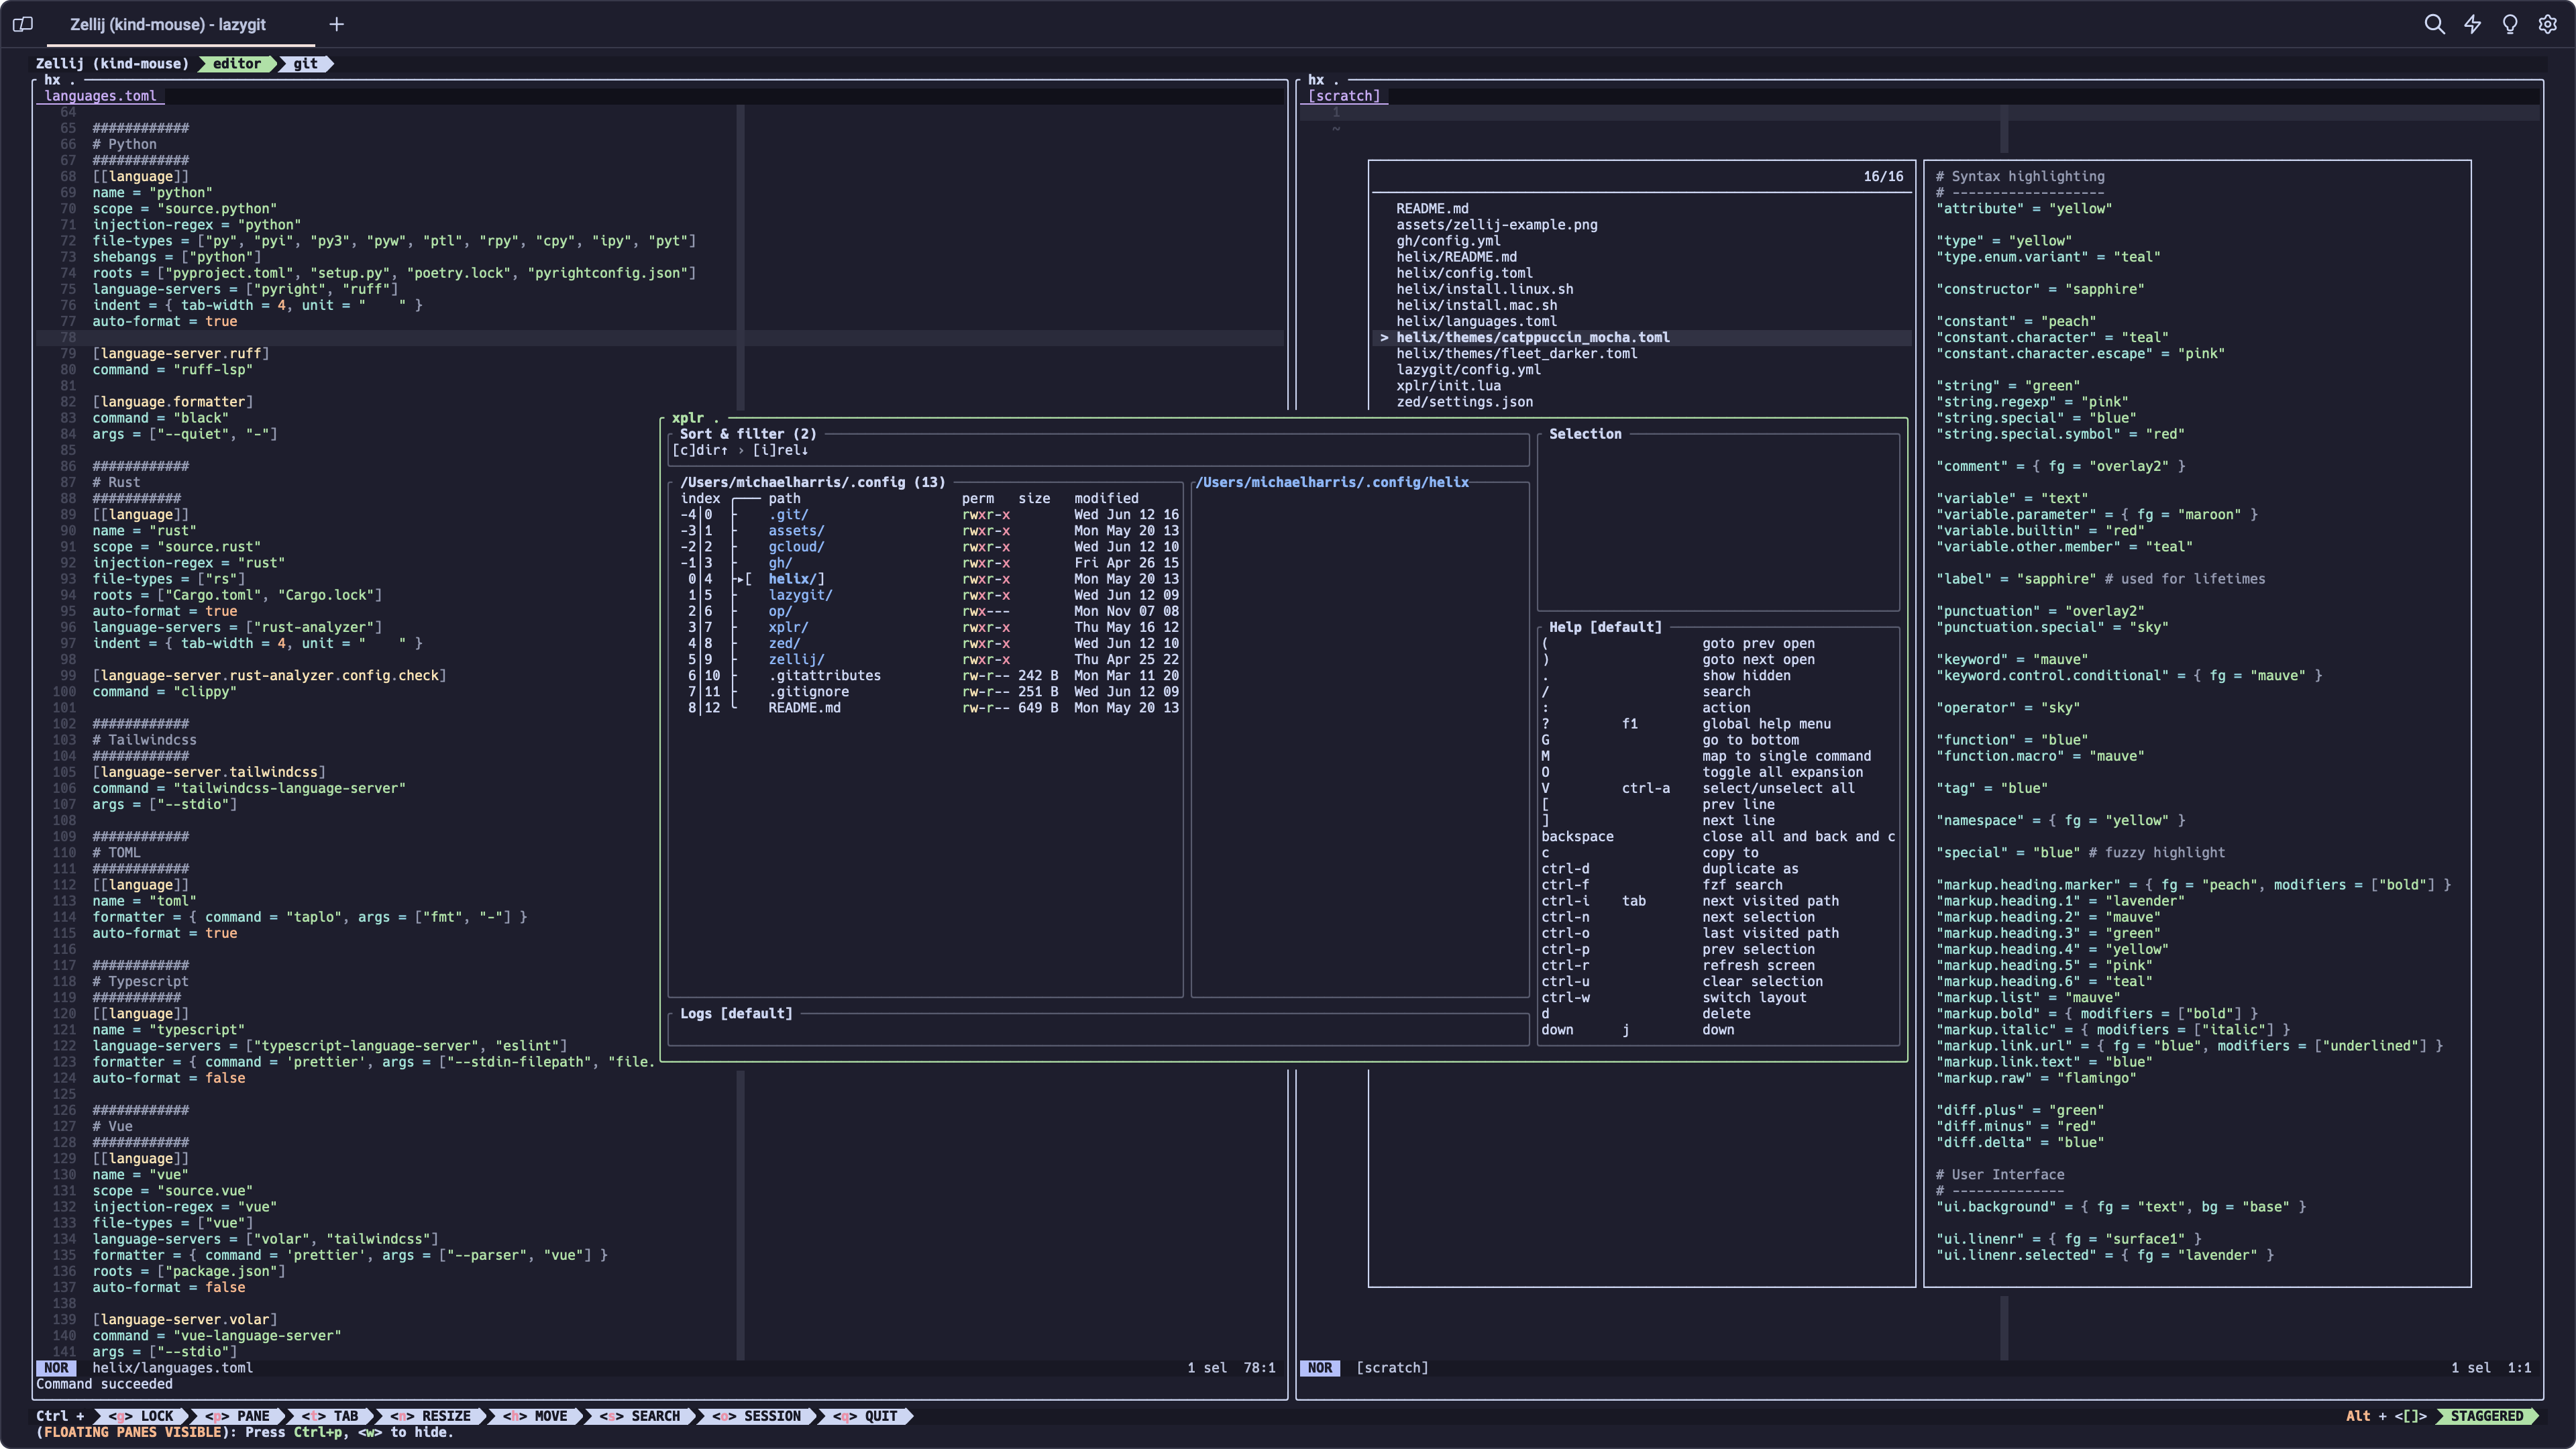 Zellij (kind-mouse) - lazygit
Zellij (kind-mouse) editor git
hx .
languages.toml
64
65 ############
66 # Python
67 ############
68 [[language]]
69 name = "python"
70 scope = "source.python"
71 injection-regex = "python"
72 file-types = ["py", "pyi", "py3", "pyw", "ptl", "rpy", "cpy", "ipy", "pyt"]
73 shebangs = ["python"]
74 roots = ["pyproject.toml", "setup.py", "poetry.lock", "pyrightconfig.json"]
75 language-servers = ["pyright", "ruff"]
76 indent = { tab-width = 4, unit = "    " }
77 auto-format = true
78
79 [language-server.ruff]
80 command = "ruff-lsp"
81
82 [language.formatter]
83 command = "black"
84 args = ["--quiet", "-"]
85
86 ############
87 # Rust
88 ###########
89 [[language]]
90 name = "rust"
91 scope = "source.rust"
92 injection-regex = "rust"
93 file-types = ["rs"]
94 roots = ["Cargo.toml", "Cargo.lock"]
95 auto-format = true
96 language-servers = ["rust-analyzer"]
97 indent = { tab-width = 4, unit = "    " }
98
99 [language-server.rust-analyzer.config.check]
100 command = "clippy"
101
102 ############
103 # Tailwindcss
104 ############
105 [language-server.tailwindcss]
106 command = "tailwindcss-language-server"
107 args = ["--stdio"]
108
109 ############
110 # TOML
111 ############
112 [[language]]
113 name = "toml"
114 formatter = { command = "taplo", args = ["fmt", "-"] }
115 auto-format = true
116
117 ############
118 # Typescript
119 ###########
120 [[language]]
121 name = "typescript"
122 language-servers = ["typescript-language-server", "eslint"]
123 formatter = { command = 'prettier', args = ["--stdin-filepath", "file.
124 auto-format = false
125
126 ############
127 # Vue
128 ############
129 [[language]]
130 name = "vue"
131 scope = "source.vue"
132 injection-regex = "vue"
133 file-types = ["vue"]
134 language-servers = ["volar", "tailwindcss"]
135 formatter = { command = 'prettier', args = ["--parser", "vue"] }
136 roots = ["package.json"]
137 auto-format = false
138
139 [language-server.volar]
140 command = "vue-language-server"
141 args = ["--stdio"]
NOR helix/languages.toml 1 sel 78:1
Command succeeded
xplr .
Sort & filter (2)
[c]dir↑ › [i]rel↓
/Users/michaelharris/.config (13)
index path perm size modified
-4|0 .git/ rwxr-x Wed Jun 12 16
-3|1 assets/ rwxr-x Mon May 20 13
-2|2 gcloud/ rwxr-x Wed Jun 12 10
-1|3 gh/ rwxr-x Fri Apr 26 15
0|4 ▸[ helix/] rwxr-x Mon May 20 13
1|5 lazygit/ rwxr-x Wed Jun 12 09
2|6 op/ rwx--- Mon Nov 07 08
3|7 xplr/ rwxr-x Thu May 16 12
4|8 zed/ rwxr-x Wed Jun 12 10
5|9 zellij/ rwxr-x Thu Apr 25 22
6|10 .gitattributes rw-r-- 242 B Mon Mar 11 20
7|11 .gitignore rw-r-- 251 B Wed Jun 12 09
8|12 README.md rw-r-- 649 B Mon May 20 13
/Users/michaelharris/.config/helix
Logs [default]
Selection
Help [default]
( goto prev open
) goto next open
. show hidden
/ search
: action
? f1 global help menu
G go to bottom
M map to single command
O toggle all expansion
V ctrl-a select/unselect all
[ prev line
] next line
backspace close all and back and c
c copy to
ctrl-d duplicate as
ctrl-f fzf search
ctrl-i tab next visited path
ctrl-n next selection
ctrl-o last visited path
ctrl-p prev selection
ctrl-r refresh screen
ctrl-u clear selection
ctrl-w switch layout
d delete
down j down
hx .
[scratch]
1
~
16/16
README.md
assets/zellij-example.png
gh/config.yml
helix/README.md
helix/config.toml
helix/install.linux.sh
helix/install.mac.sh
helix/languages.toml
> helix/themes/catppuccin_mocha.toml
helix/themes/fleet_darker.toml
lazygit/config.yml
xplr/init.lua
zed/settings.json
# Syntax highlighting
# -------------------
"attribute" = "yellow"
"type" = "yellow"
"type.enum.variant" = "teal"
"constructor" = "sapphire"
"constant" = "peach"
"constant.character" = "teal"
"constant.character.escape" = "pink"
"string" = "green"
"string.regexp" = "pink"
"string.special" = "blue"
"string.special.symbol" = "red"
"comment" = { fg = "overlay2" }
"variable" = "text"
"variable.parameter" = { fg = "maroon" }
"variable.builtin" = "red"
"variable.other.member" = "teal"
"label" = "sapphire" # used for lifetimes
"punctuation" = "overlay2"
"punctuation.special" = "sky"
"keyword" = "mauve"
"keyword.control.conditional" = { fg = "mauve" }
"operator" = "sky"
"function" = "blue"
"function.macro" = "mauve"
"tag" = "blue"
"namespace" = { fg = "yellow" }
"special" = "blue" # fuzzy highlight
"markup.heading.marker" = { fg = "peach", modifiers = ["bold"] }
"markup.heading.1" = "lavender"
"markup.heading.2" = "mauve"
"markup.heading.3" = "green"
"markup.heading.4" = "yellow"
"markup.heading.5" = "pink"
"markup.heading.6" = "teal"
"markup.list" = "mauve"
"markup.bold" = { modifiers = ["bold"] }
"markup.italic" = { modifiers = ["italic"] }
"markup.link.url" = { fg = "blue", modifiers = ["underlined"] }
"markup.link.text" = "blue"
"markup.raw" = "flamingo"
"diff.plus" = "green"
"diff.minus" = "red"
"diff.delta" = "blue"
# User Interface
# --------------
"ui.background" = { fg = "text", bg = "base" }
"ui.linenr" = { fg = "surface1" }
"ui.linenr.selected" = { fg = "lavender" }
NOR [scratch] 1 sel 1:1
Ctrl + <g> LOCK <p> PANE <t> TAB <n> RESIZE <h> MOVE <s> SEARCH <o> SESSION <q> QUIT Alt + <[]> STAGGERED
(FLOATING PANES VISIBLE): Press Ctrl+p, <w> to hide.